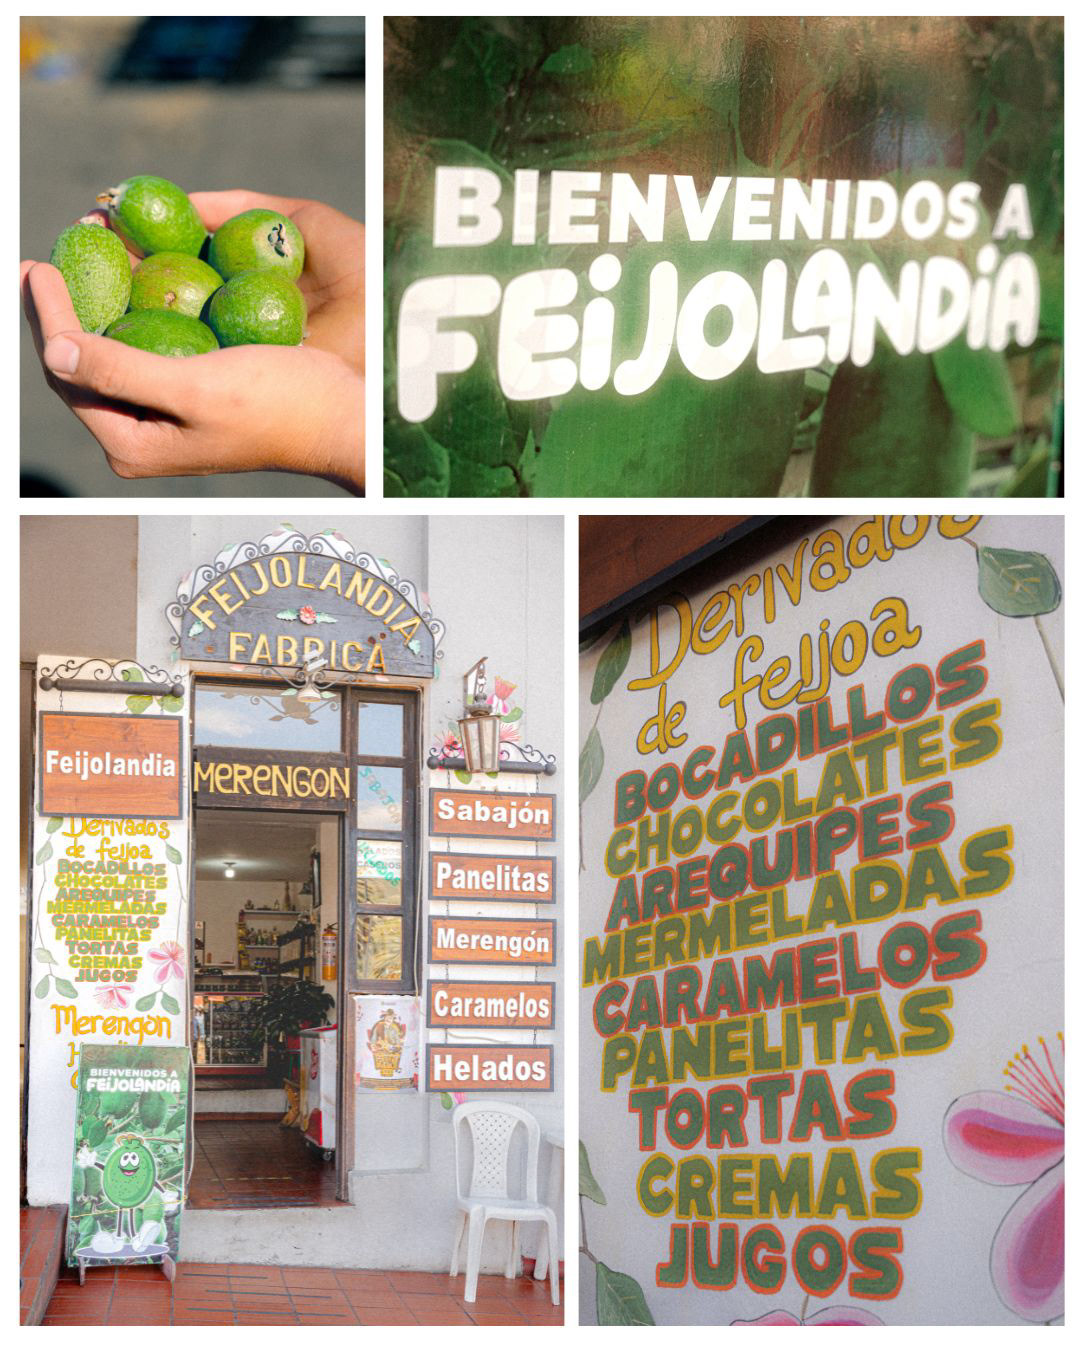 BIENVENIDOS A
FEIJOLANDIA
FEIJOLANDIA
FABRICA
MERENGON
Feijolandia
Derivados
de feijoa
BOCADILLOS
CHOCOLATES
AREQUIPES
MERMELADAS
CARAMELOS
PANELITAS
TORTAS
CREMAS
JUGOS
Merengón
BIENVENIDOS A
FEIJOLANDIA
Sabajón
Panelitas
Merengón
Caramelos
Helados
Derivados
de feijoa
BOCADILLOS
CHOCOLATES
AREQUIPES
MERMELADAS
CARAMELOS
PANELITAS
TORTAS
CREMAS
JUGOS